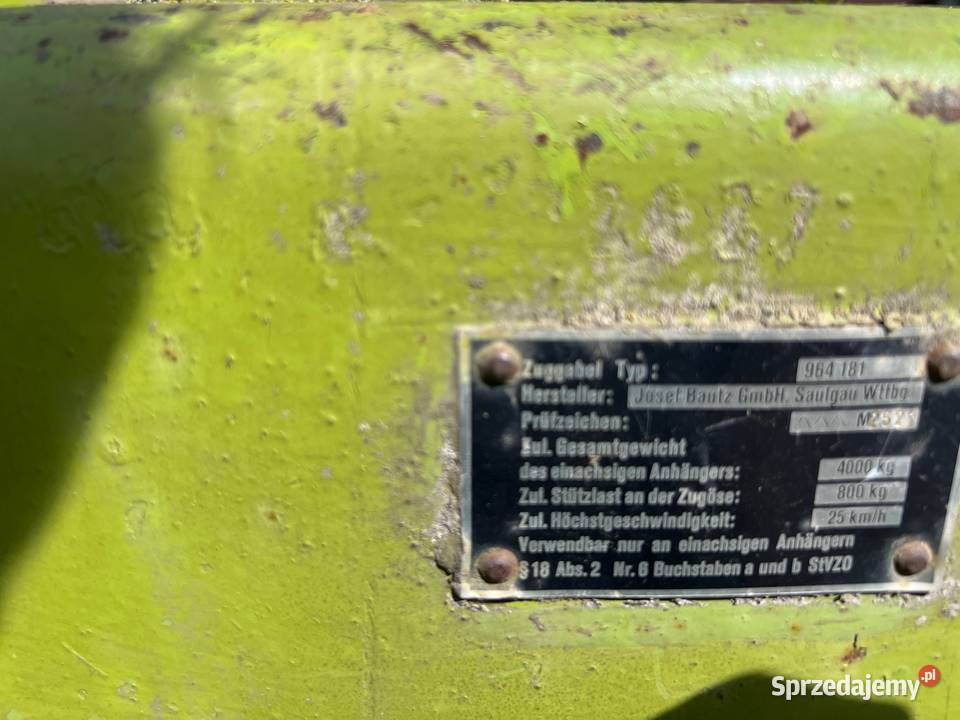 Zuggabel Typ: 964 181
Hersteller: Josef Bautz GmbH, Saulgau Wttbg
Prüfzeichen: M2521
Zul. Gesamtgewicht
des einachsigen Anhängers: 4000 kg
Zul. Stützlast an der Zugöse: 800 kg
Zul. Höchstgeschwindigkeit: 25 km/h
Verwendbar nur an einachsigen Anhängern
§18 Abs. 2 Nr. 6 Buchstaben a und b StVZO
Sprzedajemy.pl